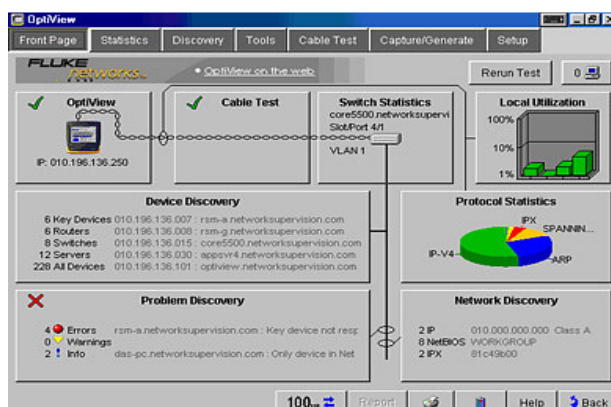 OptiView
Front Page Statistics Discovery Tools Cable Test Capture/Generate Setup
FLUKE networks
• OptiView on the web
Rerun Test 0
OptiView
IP: 010.196.136.250
Cable Test
Switch Statistics
core5500.networksupervi
Slot/Port 4/1
VLAN 1
Local Utilization
100%
10%
1%
Device Discovery
6 Key Devices 010.196.136.007 : rsm-a.networksupervision.com
6 Routers 010.196.136.008 : rsm-g.networksupervision.com
8 Switches 010.196.136.015 : core5500.networksupervision.com
12 Servers 010.196.136.030 : appsvr4.networksupervision.com
228 All Devices 010.196.136.101 : optiview.networksupervision.com
Protocol Statistics
IPX
SPANNIN...
IP-V4
ARP
Problem Discovery
4 Errors rsm-a.networksupervision.com : Key device not resp
0 Warnings
2 Info das-pc.networksupervision.com : Only device in Net
Network Discovery
2 IP 010.000.000.000 Class A
8 NetBIOS WORKGROUP
2 IPX 81c49b00
100 Report Help Back